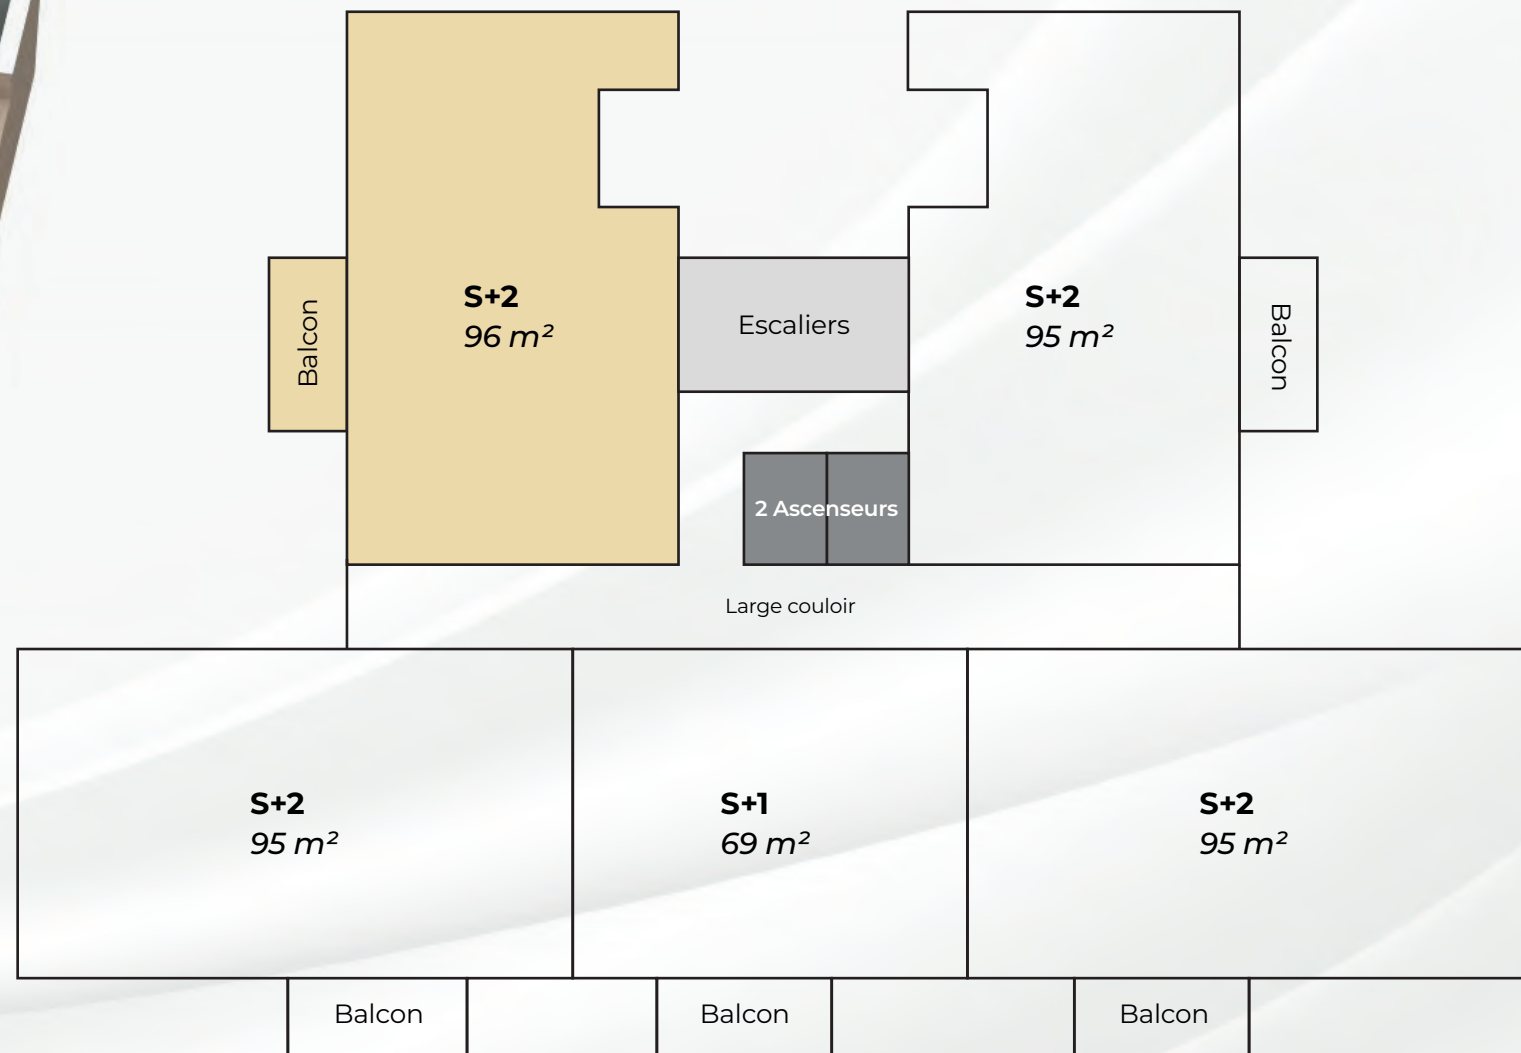 S+2
96 m²
Balcon
Escaliers
S+2
95 m²
Balcon
2 Ascenseurs
Large couloir
S+2
95 m²
S+1
69 m²
S+2
95 m²
Balcon
Balcon
Balcon